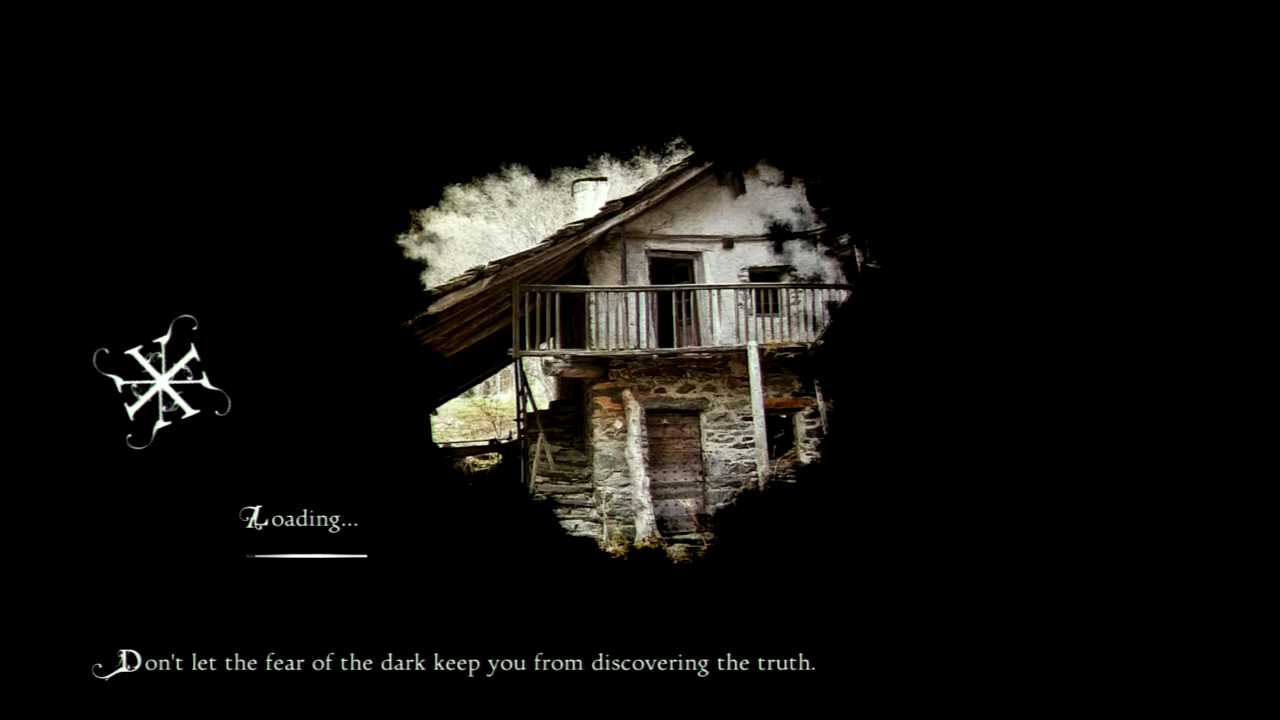 Loading...
Don't let the fear of the dark keep you from discovering the truth.